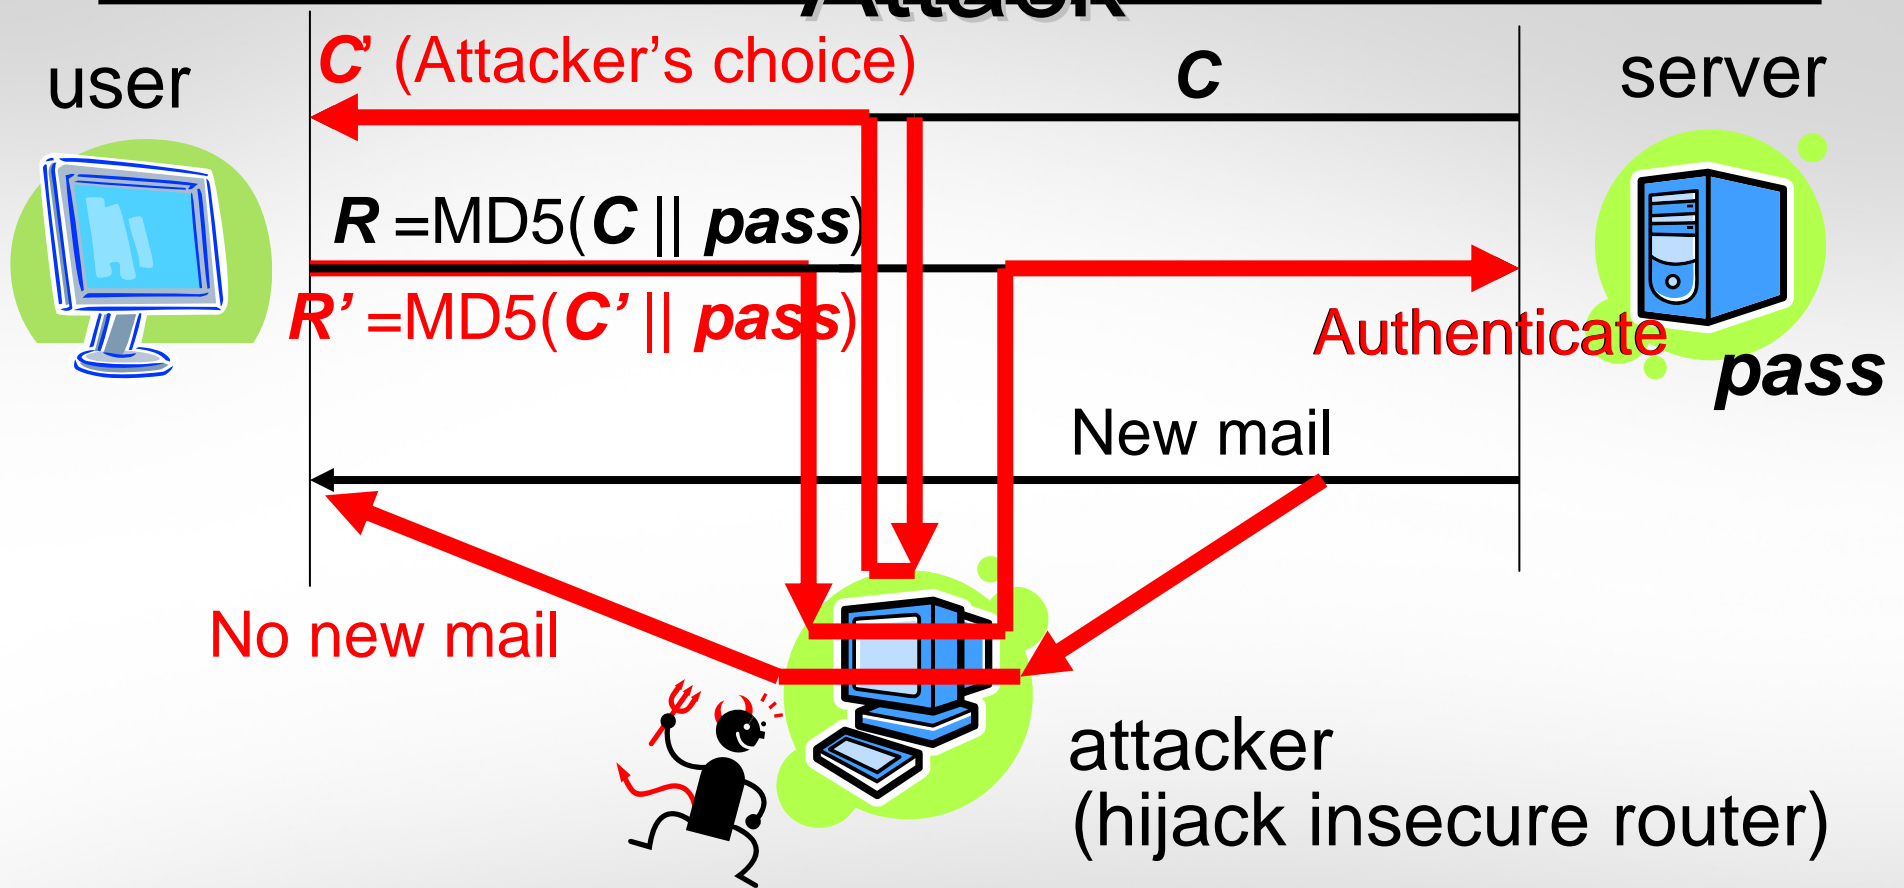 Attack
user
C' (Attacker's choice)
C
server
R =MD5(C || pass)
R' =MD5(C' || pass)
Authenticate
pass
New mail
No new mail
attacker
(hijack insecure router)